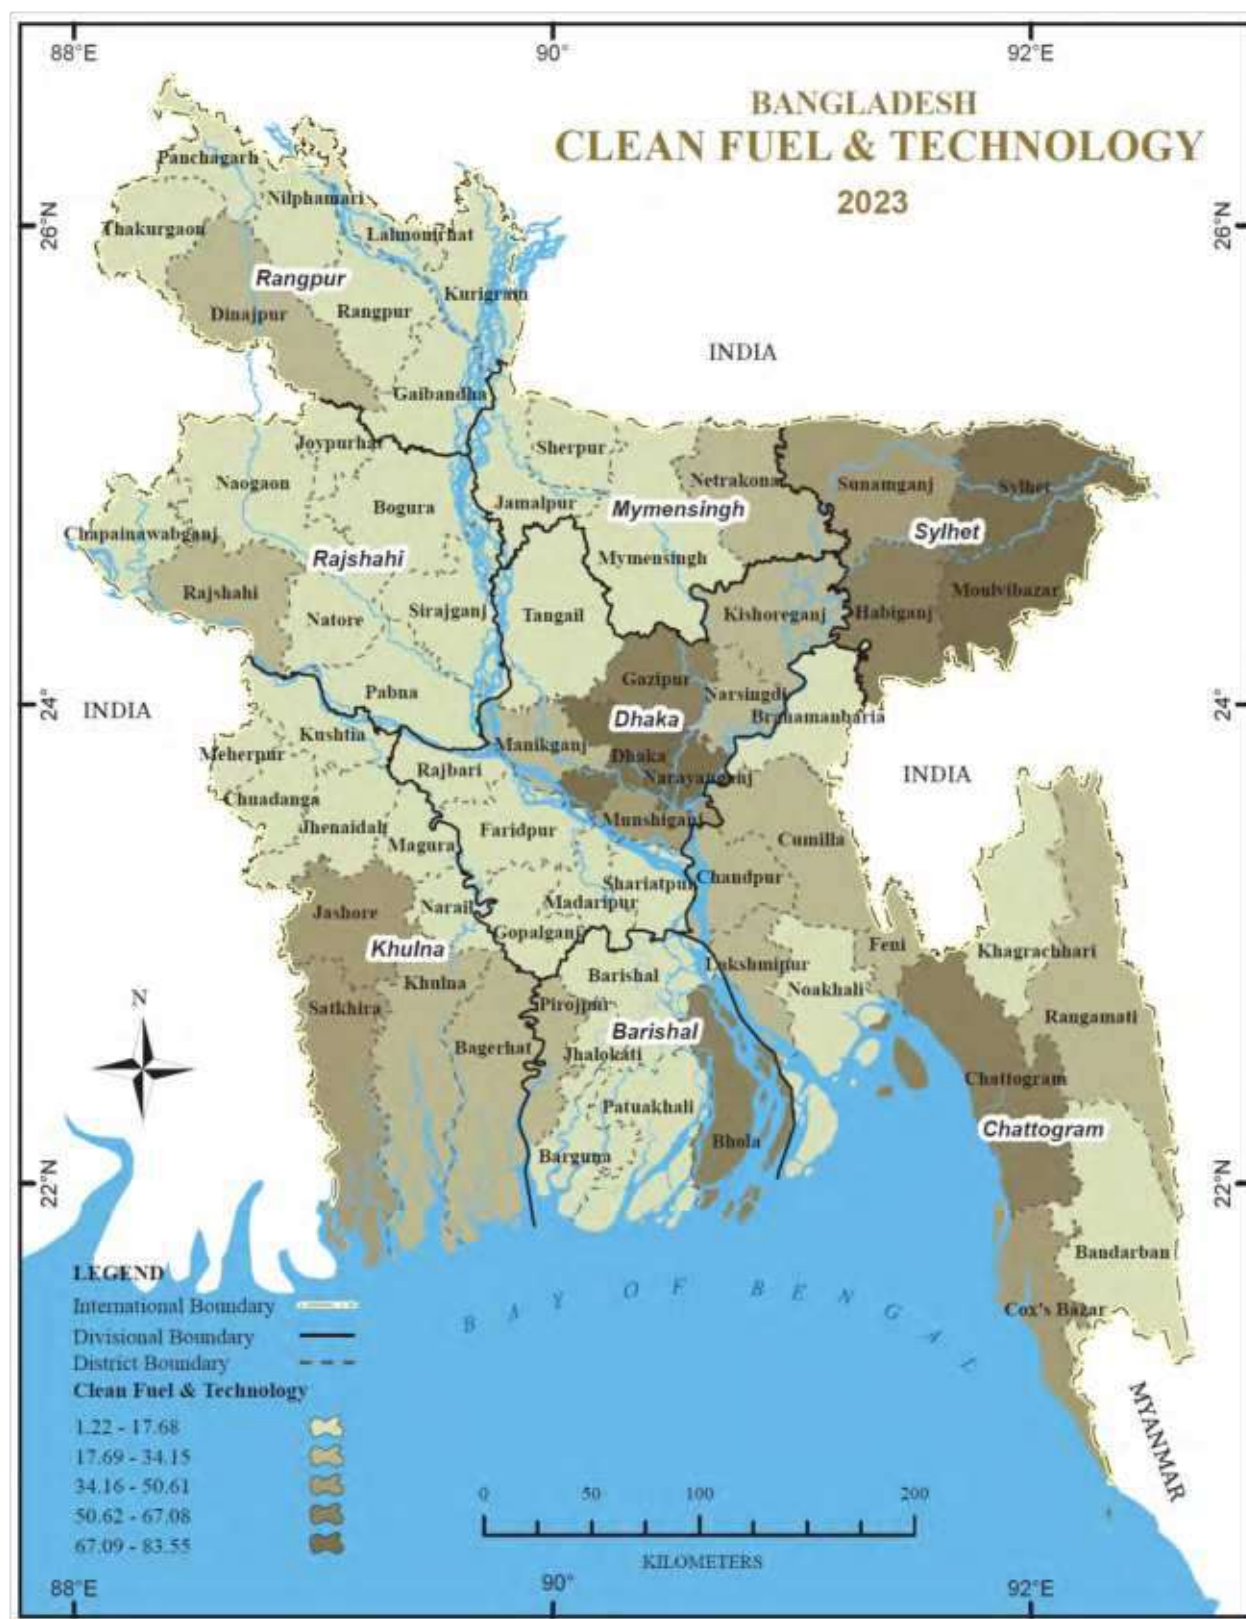 88°E 90° 92°E
BANGLADESH
CLEAN FUEL & TECHNOLOGY
2023
26°N 26°N
Panchagarh
Nilphamari
Thakurgaon
Lalmonirhat
Rangpur
Kurigram
Dinajpur
Rangpur
INDIA
Gaibandha
Joypurhat
Sherpur
Naogaon
Netrakona
Sunamganj
Sylhet
Bogura
Jamalpur
Mymensingh
Chapainawabganj
Sylhet
Rajshahi
Mymensingh
Rajshahi
Moulvibazar
Natore
Sirajganj
Tangail
Kishoreganj
Habiganj
Gazipur
Pabna
Narsingdi
24°N 24°N
INDIA
Dhaka
Brahamanbaria
Kushtia
Manikganj
Meherpur
Dhaka
Rajbari
Narayanganj
INDIA
Chuadanga
Jhenaidah
Faridpur
Munshiganj
Magura
Cumilla
Shariatpur
Chandpur
Jashore
Narail
Madaripur
Gopalganj
Khulna
Feni
Khagrachhari
Khulna
Barishal
Lakshmipur
Noakhali
N
Satkhira
Pirojpur
Barishal
Rangamati
Bagerhat
Jhalokati
Chattogram
Patuakhali
Chattogram
Bhola
Barguna
22°N 22°N
Bandarban
BAY OF BENGAL
Cox's Bazar
MYANMAR
LEGEND
International Boundary
Divisional Boundary
District Boundary
Clean Fuel & Technology
1.22 - 17.68
17.69 - 34.15
34.16 - 50.61
50.62 - 67.08
67.09 - 83.55
0 50 100 200
KILOMETERS
88°E 90° 92°E